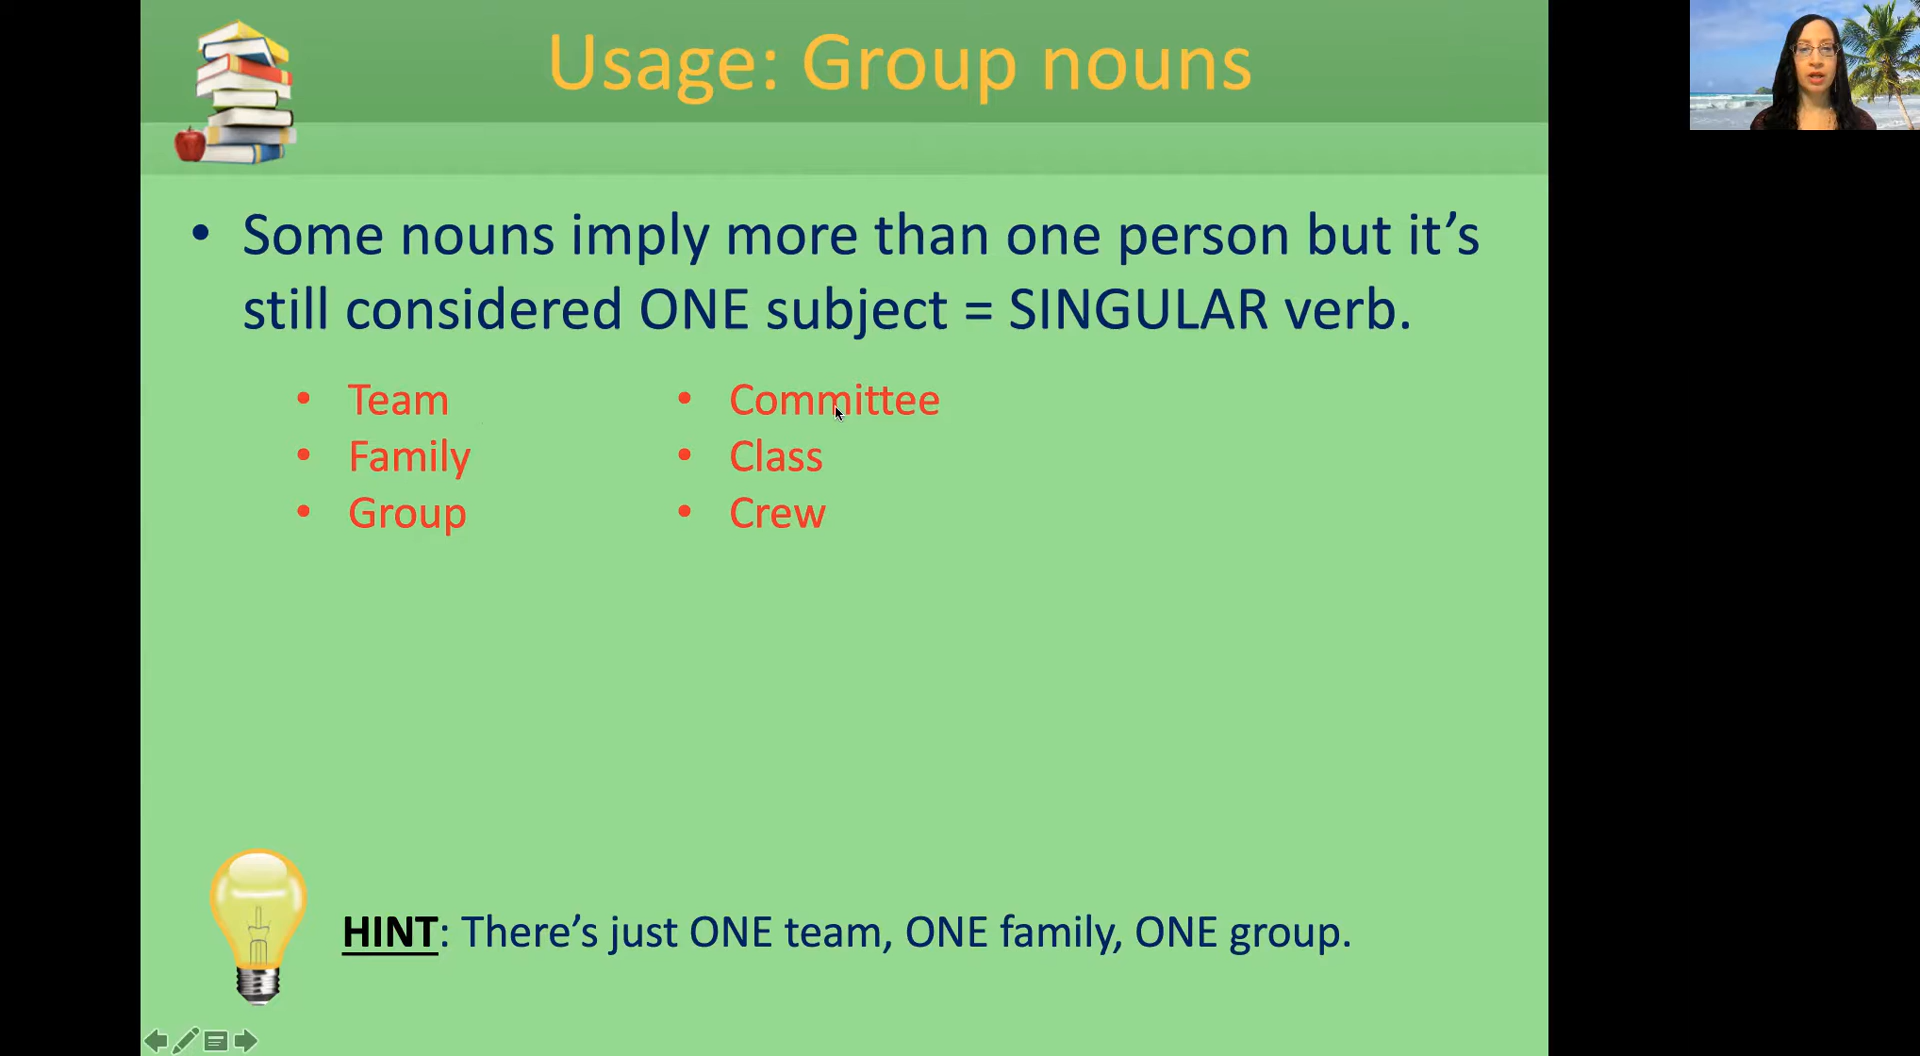 Usage: Group nouns
• Some nouns imply more than one person but it's
still considered ONE subject = SINGULAR verb.
• Team
• Family
• Group
• Committee
• Class
• Crew
HINT: There's just ONE team, ONE family, ONE group.